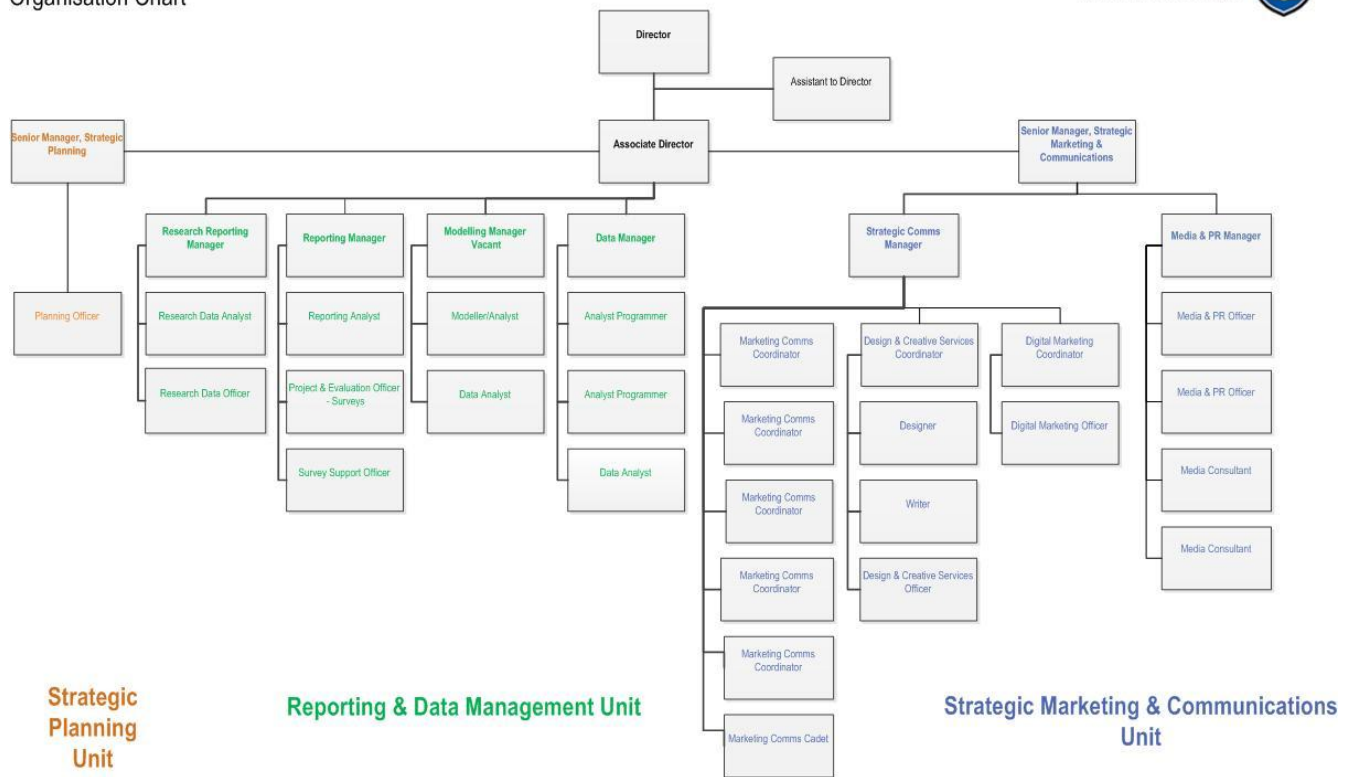 Organisation Chart
Director
Assistant to Director
Senior Manager, Strategic
Planning
Associate Director
Senior Manager, Strategic
Marketing &
Communications
Research Reporting
Manager
Reporting Manager
Modelling Manager
Vacant
Data Manager
Strategic Comms
Manager
Media & PR Manager
Planning Officer
Research Data Analyst
Reporting Analyst
Modeller/Analyst
Analyst Programmer
Marketing Comms
Coordinator
Design & Creative Services
Coordinator
Digital Marketing
Coordinator
Media & PR Officer
Research Data Officer
Project & Evaluation Officer
- Surveys
Data Analyst
Analyst Programmer
Marketing Comms
Coordinator
Designer
Digital Marketing Officer
Media & PR Officer
Survey Support Officer
Data Analyst
Marketing Comms
Coordinator
Writer
Media Consultant
Marketing Comms
Coordinator
Design & Creative Services
Officer
Media Consultant
Marketing Comms
Coordinator
Marketing Comms Cadet
Strategic
Planning
Unit
Reporting & Data Management Unit
Strategic Marketing & Communications
Unit